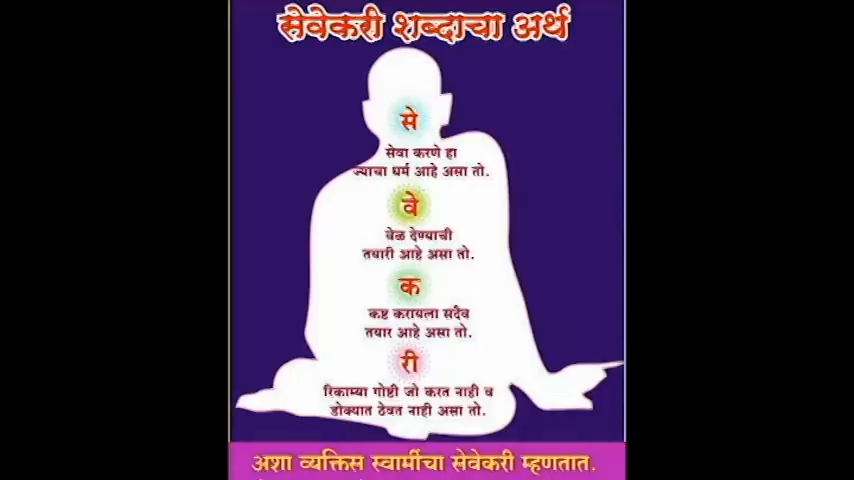 सेवेकरी शब्दाचा अर्थ
से
सेवा करणे हा
ज्याचा धर्म आहे असा तो.
वे
वेळ देण्याची
तयारी आहे असा तो.
क
कष्ट करायला सदैव
तयार आहे असा तो.
री
रिकाम्या गोष्टी जो करत नाही व
डोक्यात ठेवत नाही असा तो.
अशा व्यक्तिस स्वामींचा सेवेकरी म्हणतात.